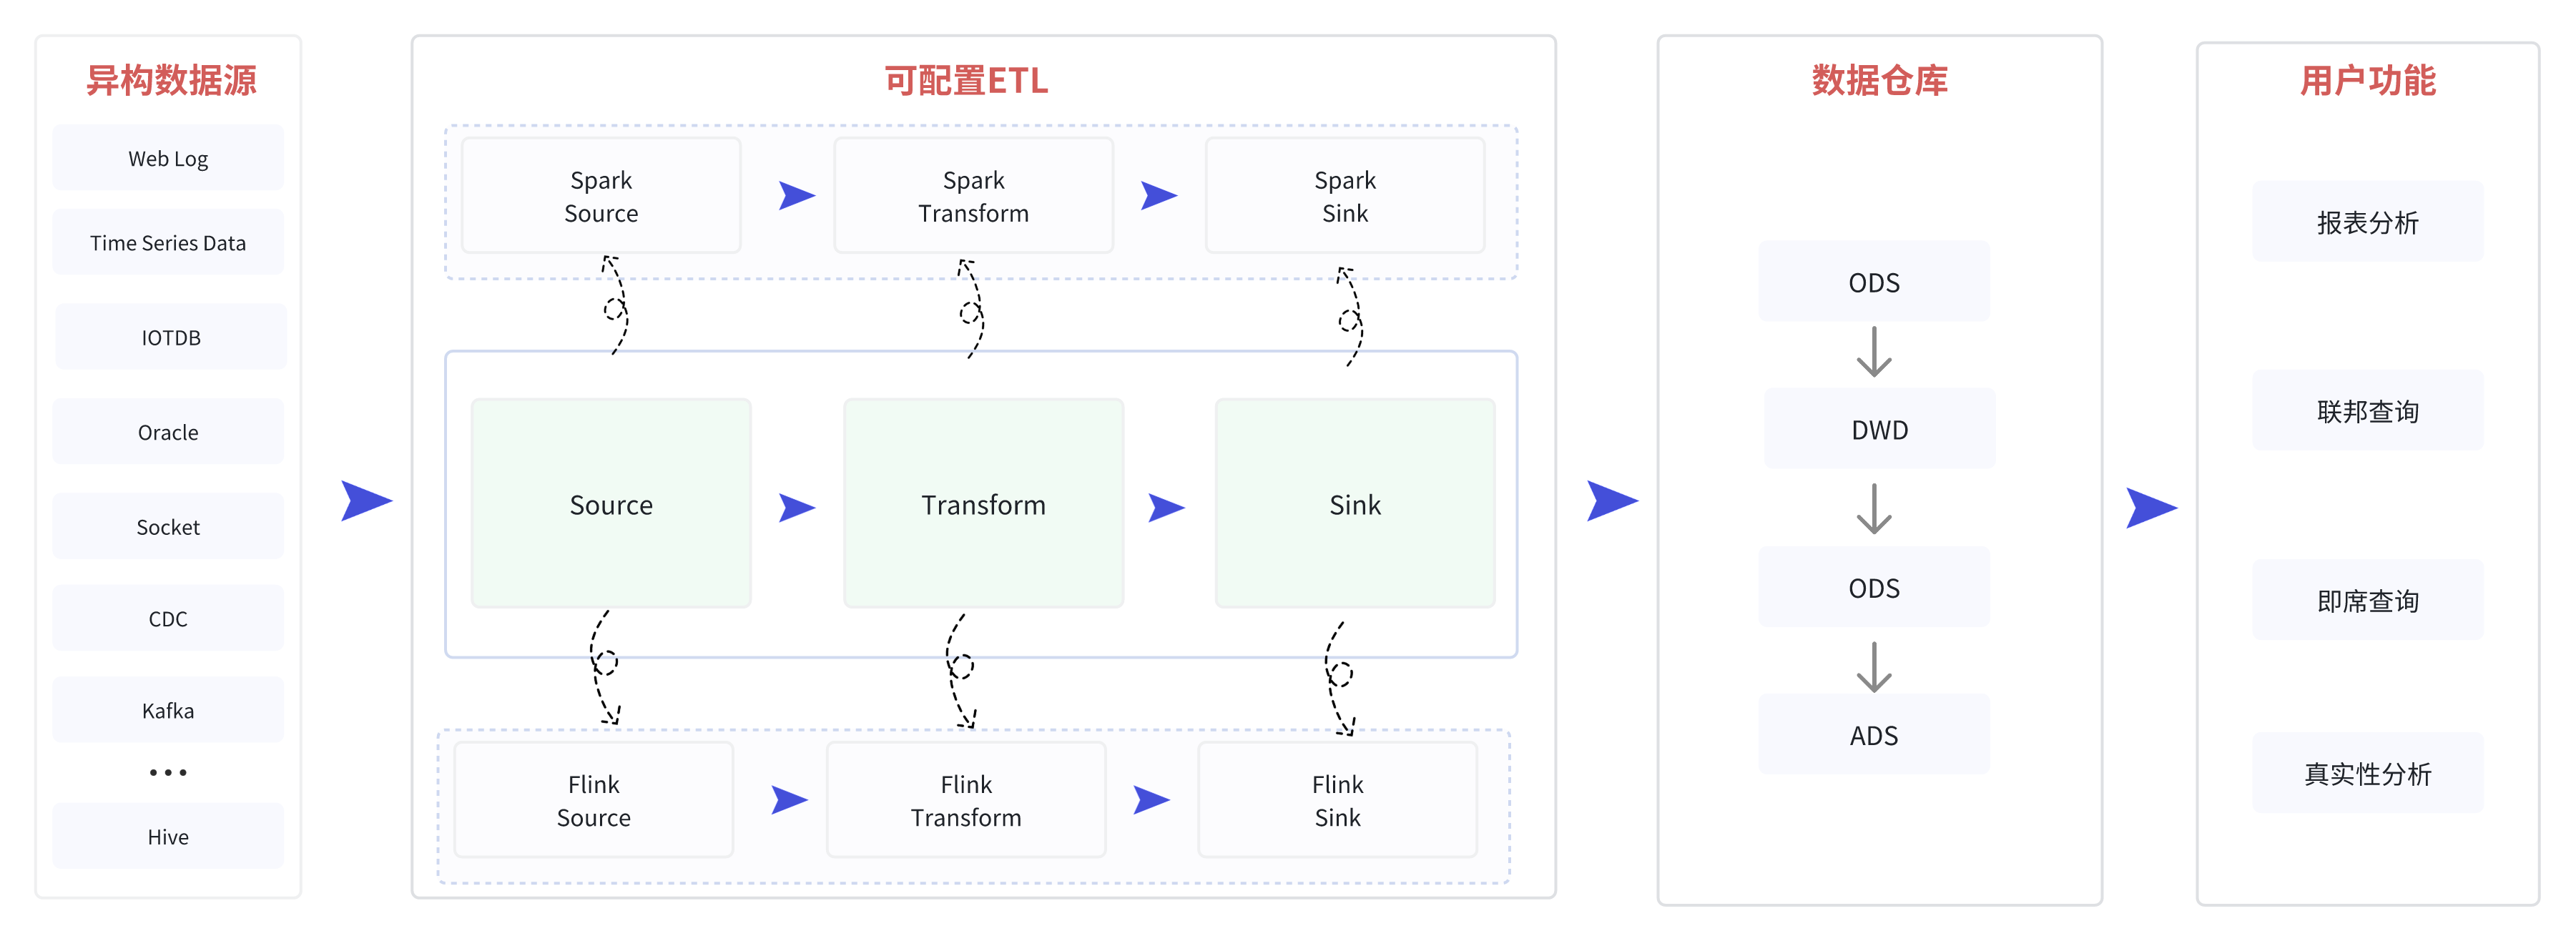 异构数据源
Web Log
Time Series Data
IOTDB
Oracle
Socket
CDC
Kafka
•••
Hive
可配置ETL
Spark
Source
Spark
Transform
Spark
Sink
Source
Transform
Sink
Flink
Source
Flink
Transform
Flink
Sink
数据仓库
ODS
DWD
ODS
ADS
用户功能
报表分析
联邦查询
即席查询
真实性分析